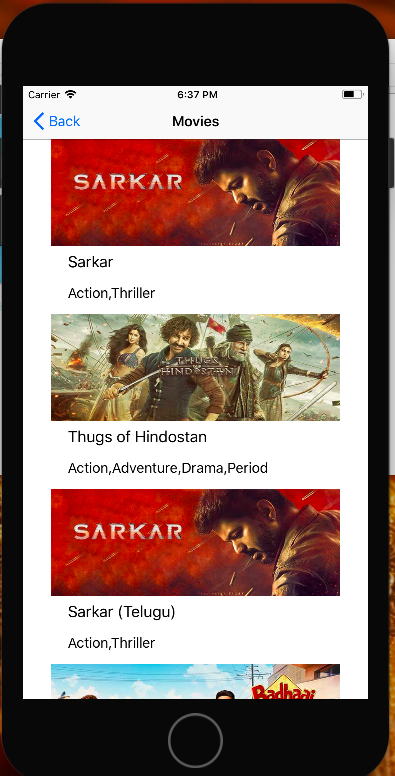 Carrier
6:37 PM
Back
Movies
SARKAR
Sarkar
Action,Thriller
THUGS
OF
HINDOSTAN
Thugs of Hindostan
Action,Adventure,Drama,Period
SARKAR
Sarkar (Telugu)
Action,Thriller
Badhaai